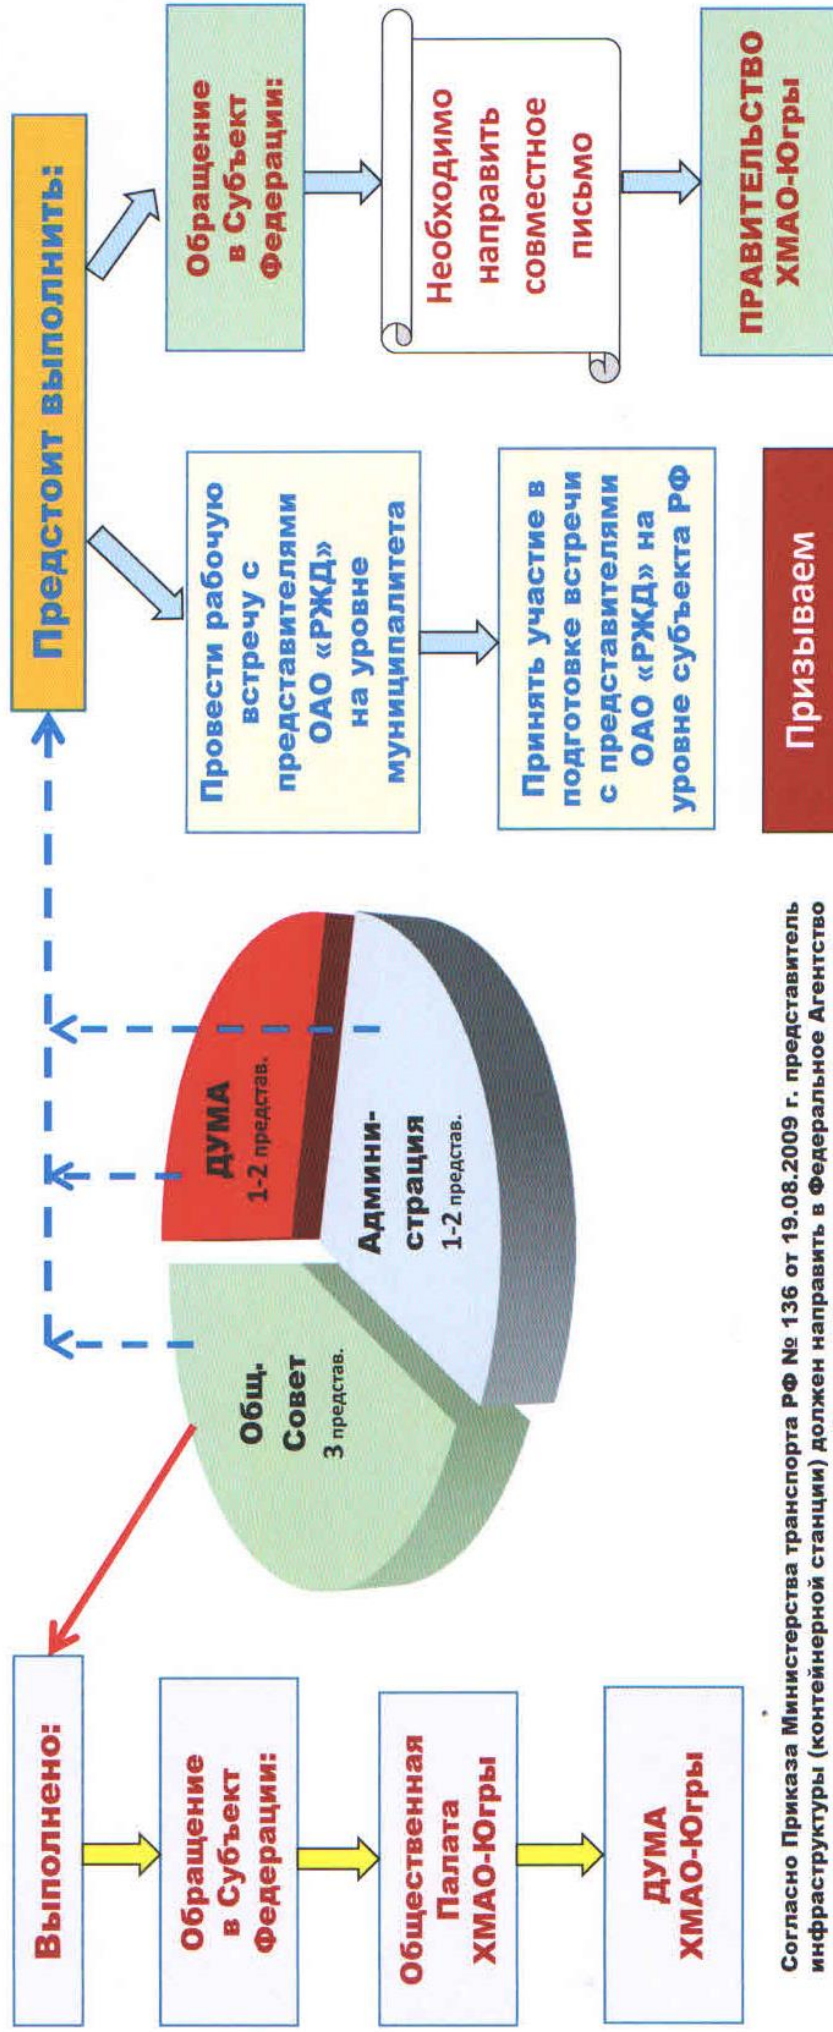 Выполнено:
Обращение
в Субъект
Федерации:
Общественная
Палата
ХМАО-Югры
ДУМА
ХМАО-Югры
Общ.
Совет
3 представ.
ДУМА
1-2 представ.
Админи-
страция
1-2 представ.
Предстоит выполнить:
Провести рабочую
встречу с
представителями
ОАО «РЖД»
на уровне
муниципалитета
Принять участие в
подготовке встречи
с представителями
ОАО «РЖД» на
уровне субъекта РФ
Обращение
в Субъект
Федерации:
Необходимо
направить
совместное
письмо
ПРАВИТЕЛЬСТВО
ХМАО-Югры
Призываем
Согласно Приказа Министерства транспорта РФ № 136 от 19.08.2009 г. представитель
инфраструктуры (контейнерной станции) должен направить в Федеральное Агентство